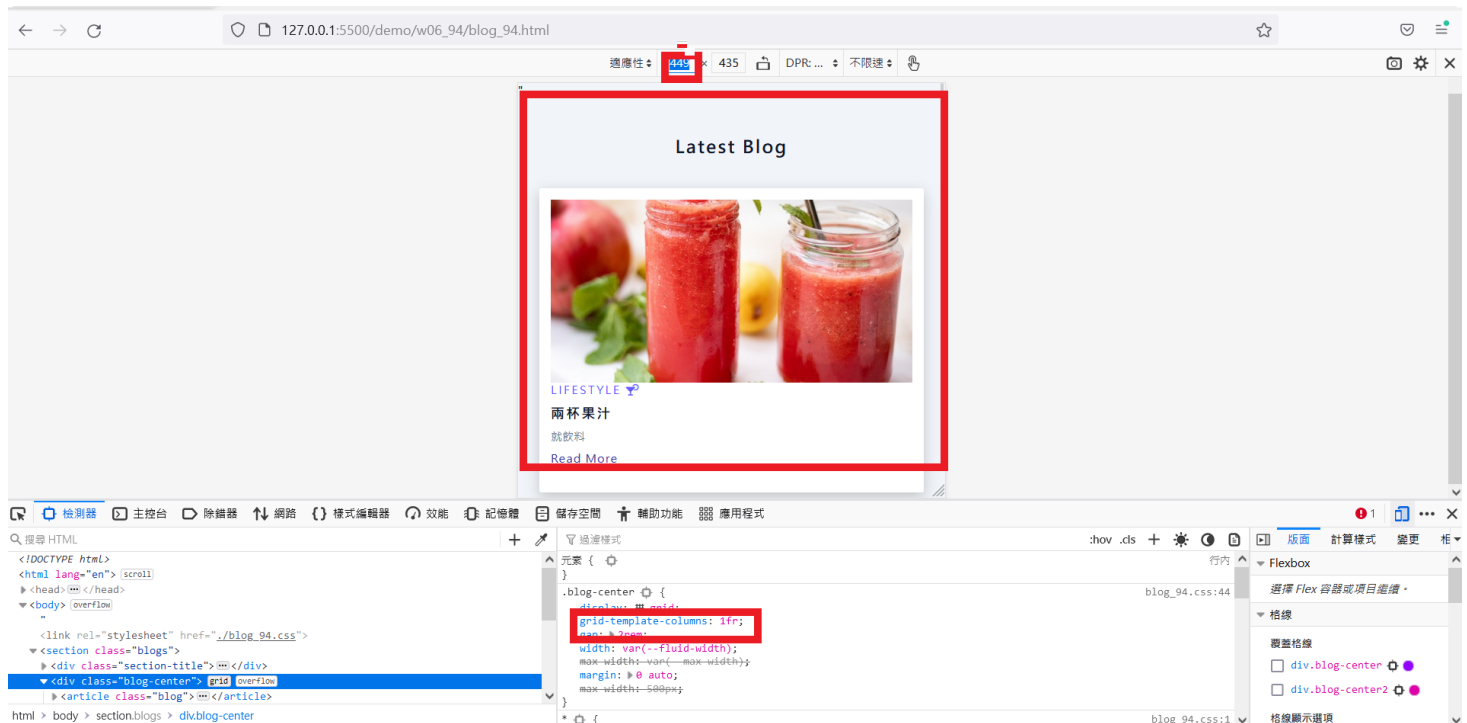 127.0.0.1:5500/demo/w06_94/blog_94.html
適應性 449 × 435 DPR: ... 不限速
"
Latest Blog
LIFESTYLE
兩杯果汁
就飲料
Read More
檢測器 主控台 除錯器 網路 {} 樣式編輯器 效能 記憶體 儲存空間 輔助功能 應用程式 1
搜尋 HTML
<!DOCTYPE html>
<html lang="en"> scroll
<head> </head>
<body> overflow
"
<link rel="stylesheet" href="./blog_94.css">
<section class="blogs">
<div class="section-title"> </div>
<div class="blog-center"> grid overflow
<article class="blog"> </article>
html > body > section.blogs > div.blog-center
過濾樣式 :hov .cls
元素 { 行內
}
.blog-center { blog_94.css:44
display: grid;
grid-template-columns: 1fr;
gap: 2rem;
width: var(--fluid-width);
max-width: var(--max-width);
margin: 0 auto;
max-width: 500px;
}
* { blog_94.css:1
版面 計算樣式 變更
Flexbox
選擇 Flex 容器或項目繼續。
格線
覆蓋格線
div.blog-center
div.blog-center2
格線顯示選項